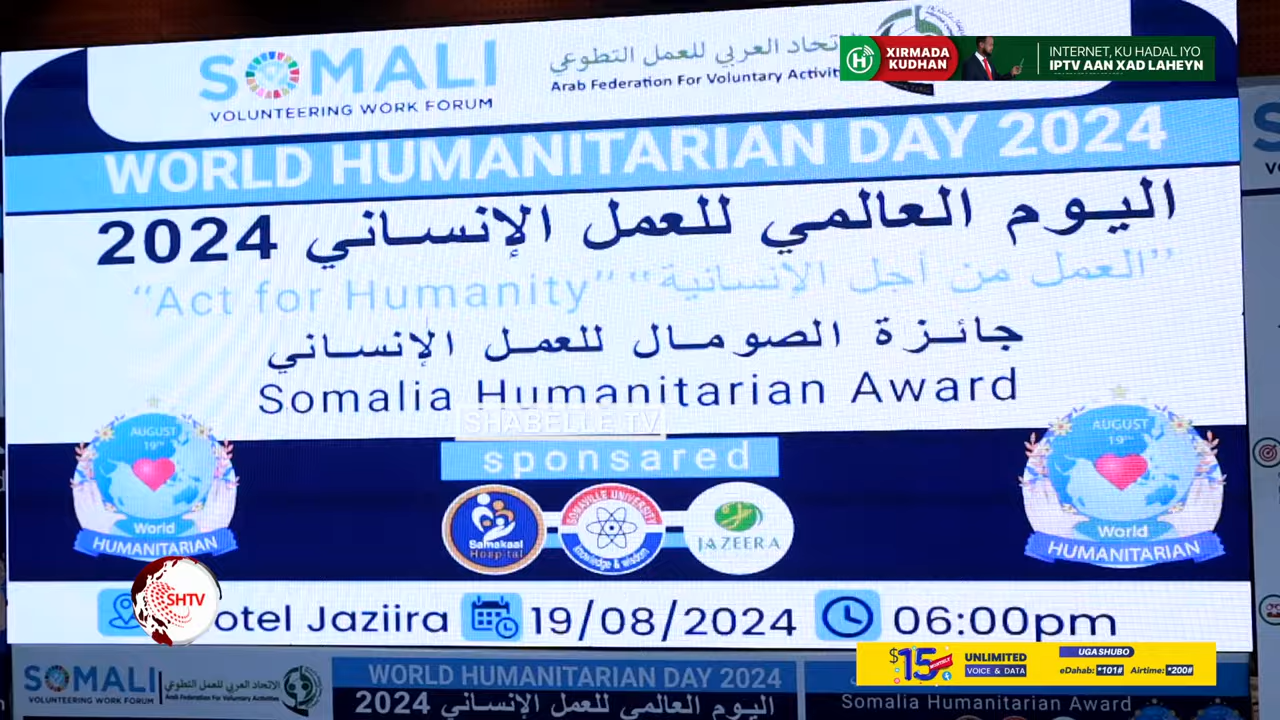 SOMALI
VOLUNTEERING WORK FORUM
تحاد العربي للعمل التطوعي
Arab Federation For Voluntary Activit
XIRMADA
KUDHAN
INTERNET, KU HADAL IYO
IPTV AAN XAD LAHEYN
WORLD HUMANITARIAN DAY 2024
اليوم العالمي للعمل الإنساني 2024
“Act for Humanity” “العمل من أجل الإنسانية”
جائزة الصومال للعمل الإنساني
Somalia Humanitarian Award
SHABELLE TV
sponsared
AUGUST
19TH
World
HUMANITARIAN
Samakaal
Hospital
SOMAVILLE UNIVERSITY
Knowledge & wisdom
JAZEERA
AUGUST
19TH
World
HUMANITARIAN
SHTV
otel Jaziira
19/08/2024
06:00pm
$15 MONTHLY
UNLIMITED
VOICE & DATA
UGA SHUBO
eDahab: *101#
Airtime: *200#
SOMALI
VOLUNTEERING WORK FORUM
الاتحاد العربي للعمل التطوعي
Arab Federation For Voluntary Activities
WORLD HUMANITARIAN DAY 2024
اليوم العالمي للعمل الإنساني 2024
Somalia Humanitarian Award